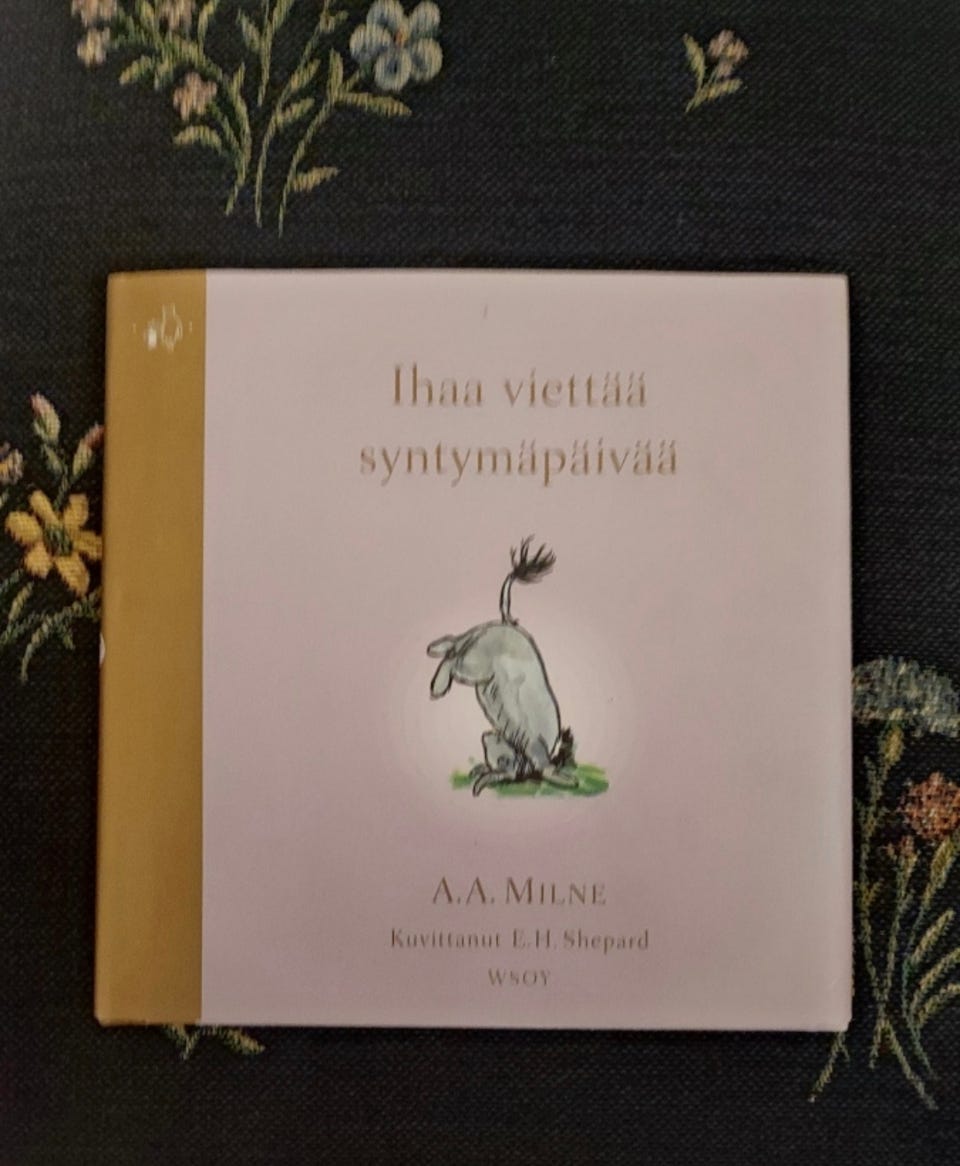 Ihaa viettää
syntymäpäivää
A.A. MILNE
Kuvittanut E.H. Shepard
WSOY